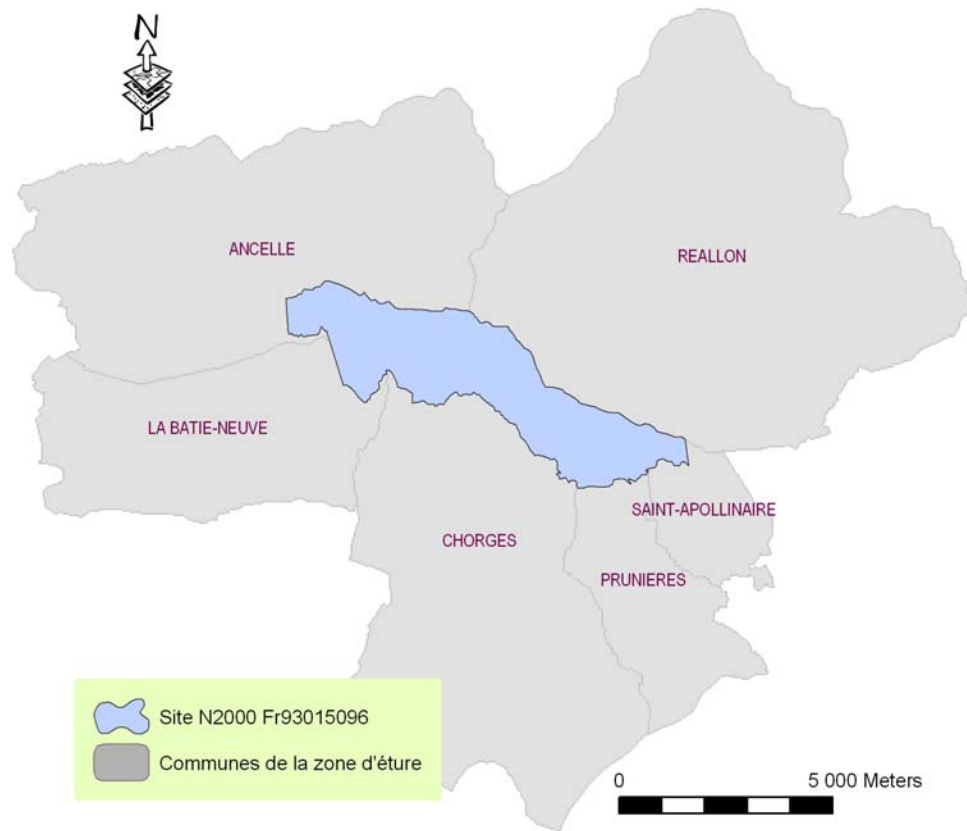 N
ANCELLE
REALLON
LA BATIE-NEUVE
SAINT-APOLLINAIRE
CHORGES
PRUNIERES
Site N2000 Fr93015096
Communes de la zone d'éture
0 5 000 Meters